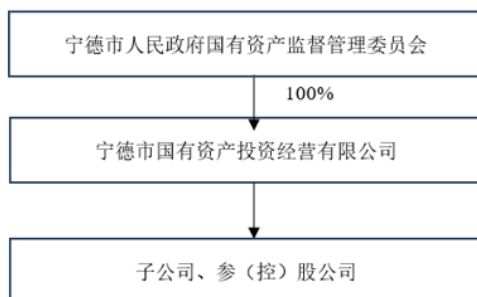 宁德市人民政府国有资产监督管理委员会
100%
宁德市国有资产投资经营有限公司
子公司、参（控）股公司